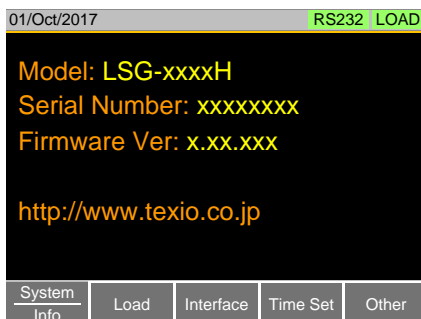 01/Oct/2017 RS232 LOAD
Model: LSG-xxxxH
Serial Number: xxxxxxxx
Firmware Ver: x.xx.xxx
http://www.texio.co.jp
System
Info Load Interface Time Set Other